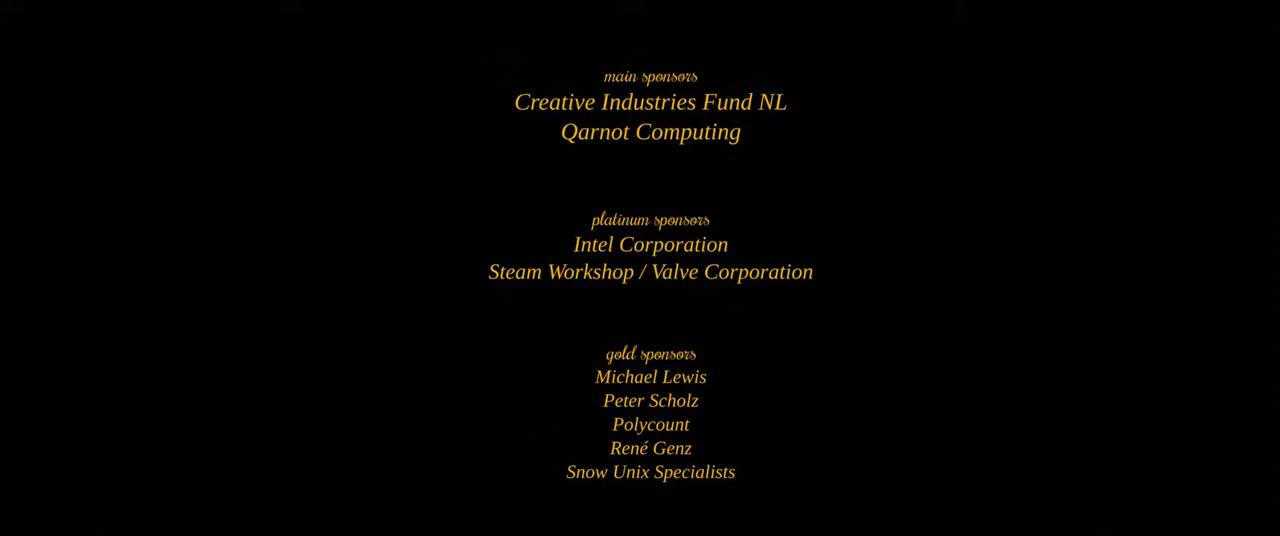 main sponsors
Creative Industries Fund NL
Qarnot Computing
platinum sponsors
Intel Corporation
Steam Workshop / Valve Corporation
gold sponsors
Michael Lewis
Peter Scholz
Polycount
René Genz
Snow Unix Specialists